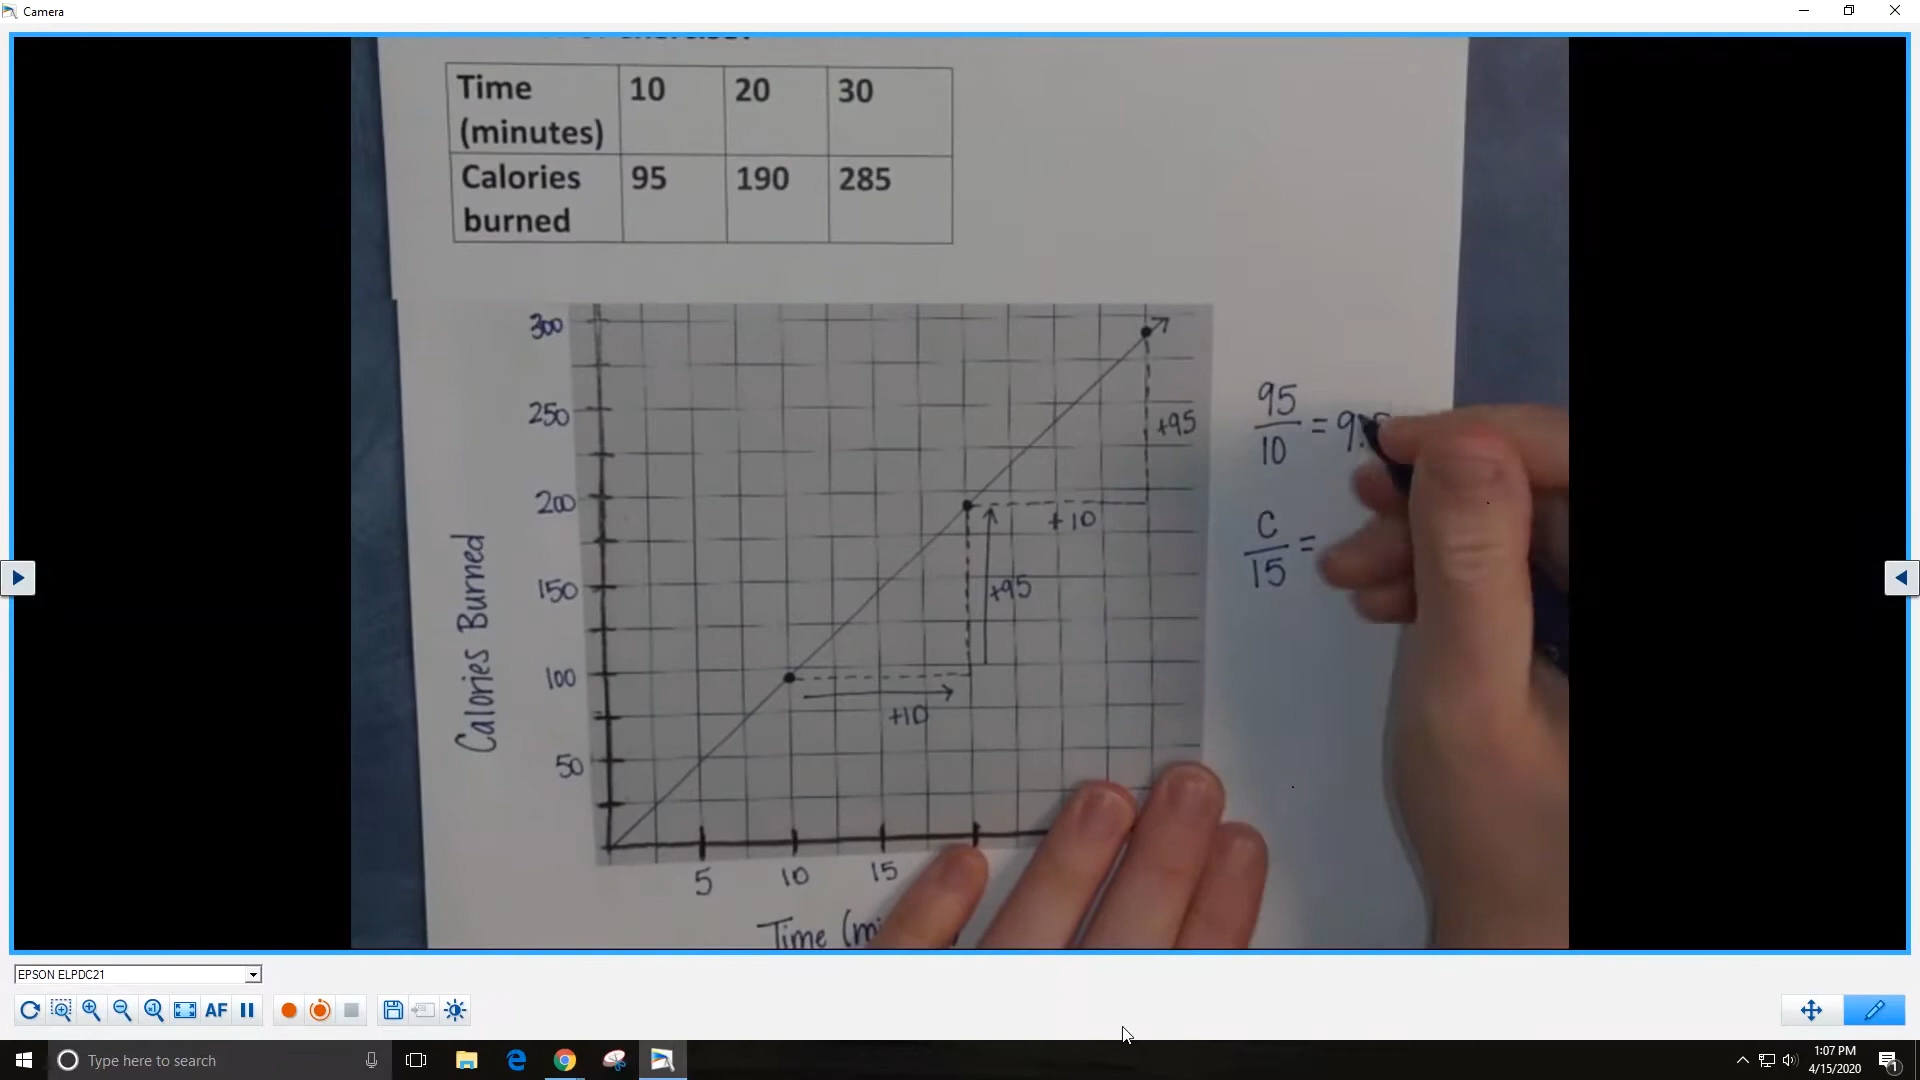 Camera
Time (minutes) 10 20 30
Calories burned 95 190 285
300
250
200
150
100
50
Calories Burned
+95
+10
+95
+10
5 10 15
Time
95
10 =
C
15 =
EPSON ELPDC21
AF
Type here to search
1:07 PM
4/15/2020
1